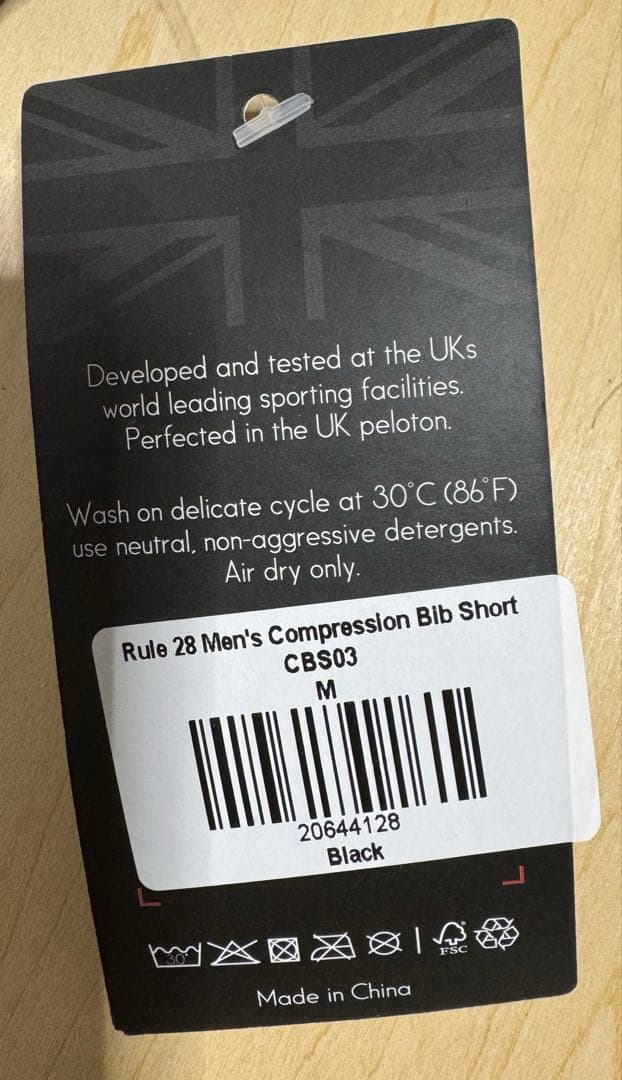 Developed and tested at the UKs
world leading sporting facilities.
Perfected in the UK peloton.
Wash on delicate cycle at 30°C (86°F)
use neutral, non-aggressive detergents.
Air dry only.
Rule 28 Men's Compression Bib Short
CBS03
M
20644128
Black
30°
FSC
Made in China